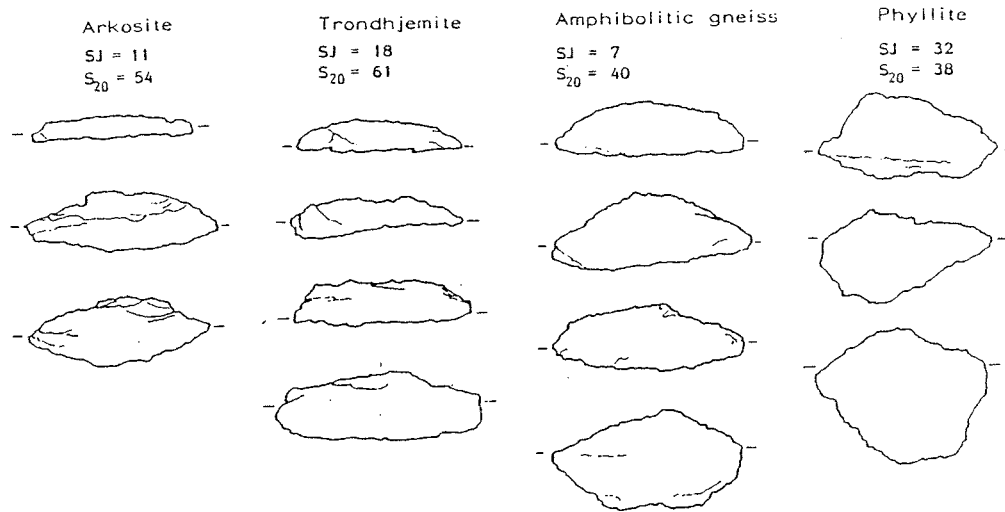 Arkosite
SJ = 11
S20 = 54
Trondhjemite
SJ = 18
S20 = 61
Amphibolitic gneiss
SJ = 7
S20 = 40
Phyllite
SJ = 32
S20 = 38